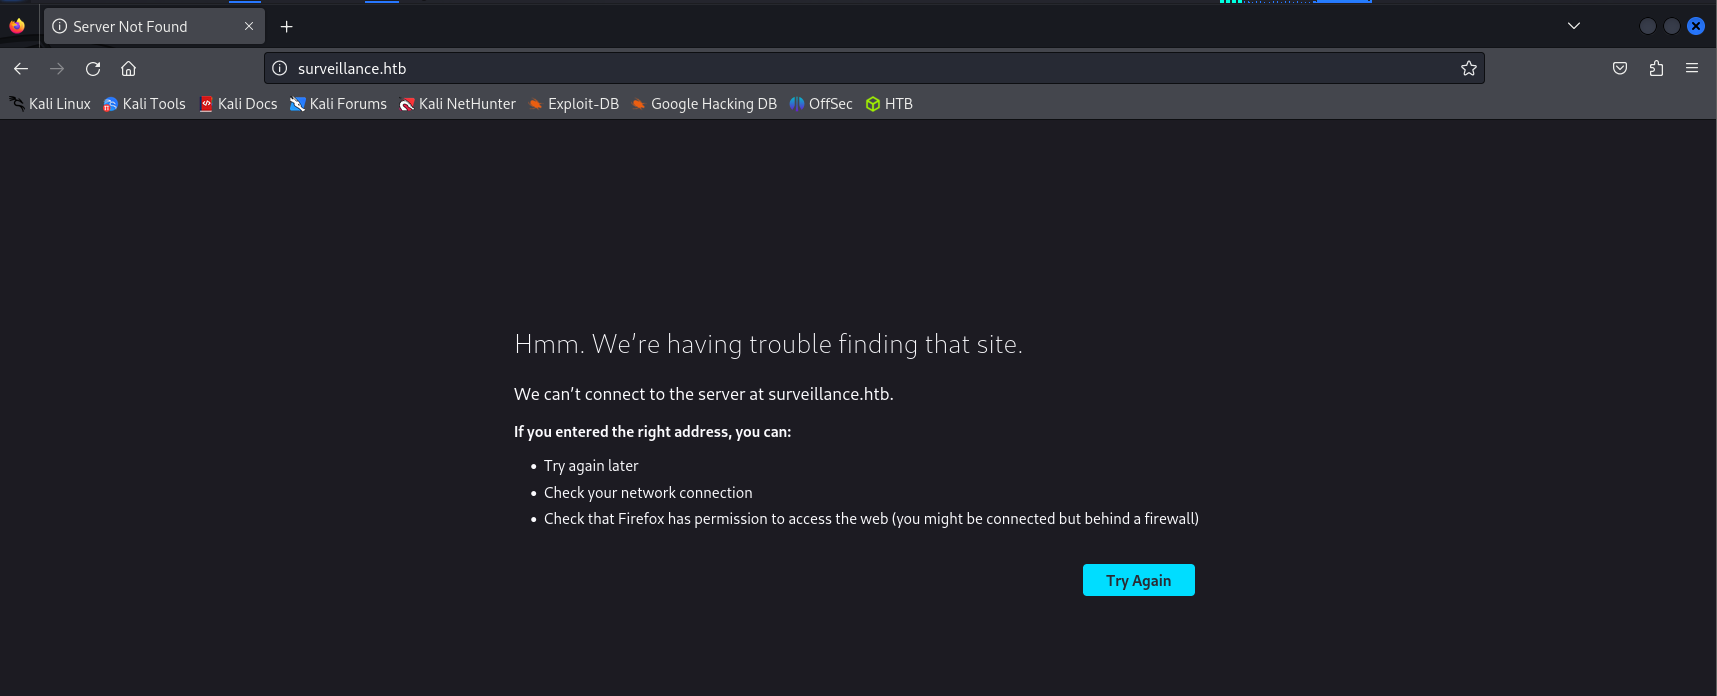 Server Not Found
surveillance.htb
Kali Linux Kali Tools Kali Docs Kali Forums Kali NetHunter Exploit-DB Google Hacking DB OffSec HTB
Hmm. We're having trouble finding that site.
We can't connect to the server at surveillance.htb.
If you entered the right address, you can:
• Try again later
• Check your network connection
• Check that Firefox has permission to access the web (you might be connected but behind a firewall)
Try Again